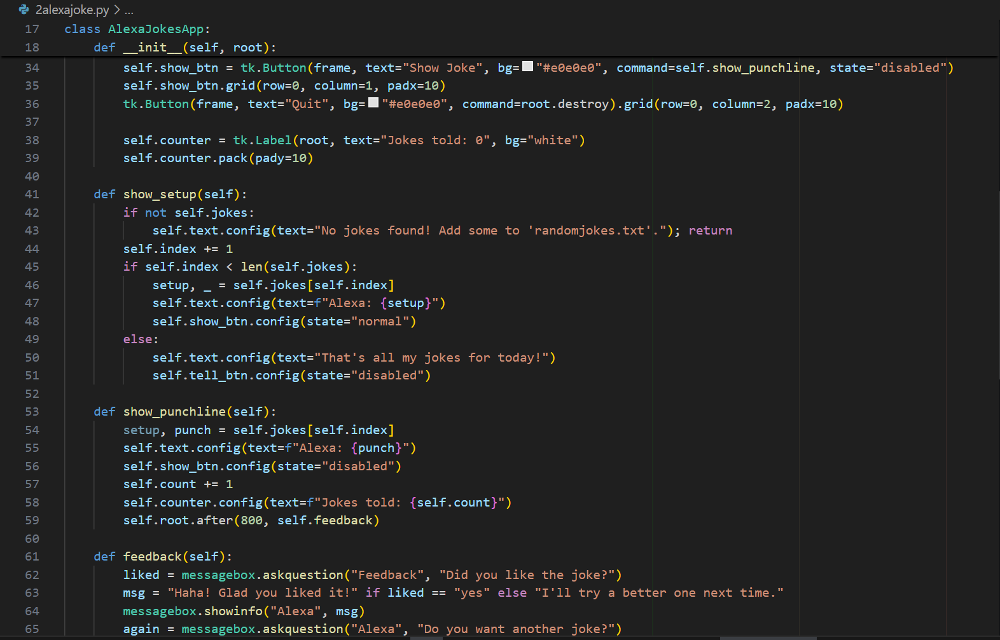 2alexajoke.py > ...
17 class AlexaJokesApp:
18     def __init__(self, root):
34         self.show_btn = tk.Button(frame, text="Show Joke", bg="#e0e0e0", command=self.show_punchline, state="disabled")
35         self.show_btn.grid(row=0, column=1, padx=10)
36         tk.Button(frame, text="Quit", bg="#e0e0e0", command=root.destroy).grid(row=0, column=2, padx=10)
37
38         self.counter = tk.Label(root, text="Jokes told: 0", bg="white")
39         self.counter.pack(pady=10)
40
41     def show_setup(self):
42         if not self.jokes:
43             self.text.config(text="No jokes found! Add some to 'randomjokes.txt'."); return
44         self.index += 1
45         if self.index < len(self.jokes):
46             setup, _ = self.jokes[self.index]
47             self.text.config(text=f"Alexa: {setup}")
48             self.show_btn.config(state="normal")
49         else:
50             self.text.config(text="That's all my jokes for today!")
51             self.tell_btn.config(state="disabled")
52
53     def show_punchline(self):
54         setup, punch = self.jokes[self.index]
55         self.text.config(text=f"Alexa: {punch}")
56         self.show_btn.config(state="disabled")
57         self.count += 1
58         self.counter.config(text=f"Jokes told: {self.count}")
59         self.root.after(800, self.feedback)
60
61     def feedback(self):
62         liked = messagebox.askquestion("Feedback", "Did you like the joke?")
63         msg = "Haha! Glad you liked it!" if liked == "yes" else "I'll try a better one next time."
64         messagebox.showinfo("Alexa", msg)
65         again = messagebox.askquestion("Alexa", "Do you want another joke?")